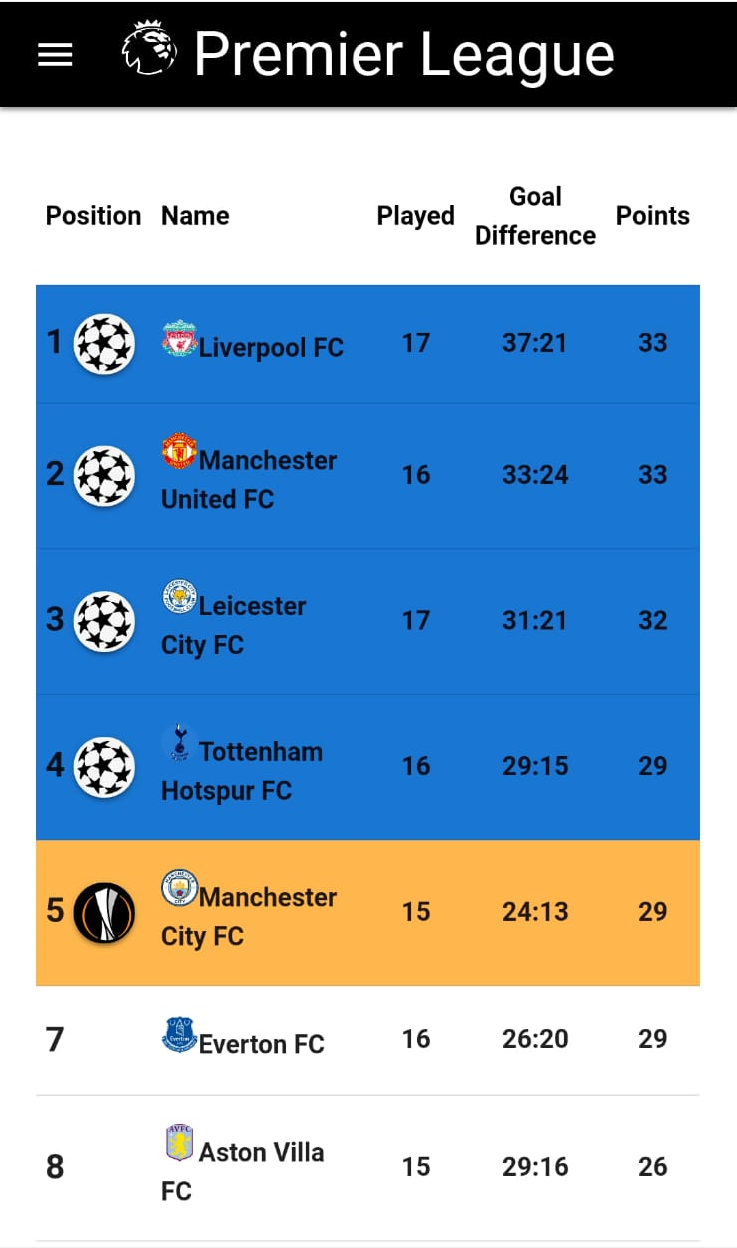 Premier League
Position Name Played Goal Difference Points
1 Liverpool FC 17 37:21 33
2 Manchester United FC 16 33:24 33
3 Leicester City FC 17 31:21 32
4 Tottenham Hotspur FC 16 29:15 29
5 Manchester City FC 15 24:13 29
7 Everton FC 16 26:20 29
8 Aston Villa FC 15 29:16 26